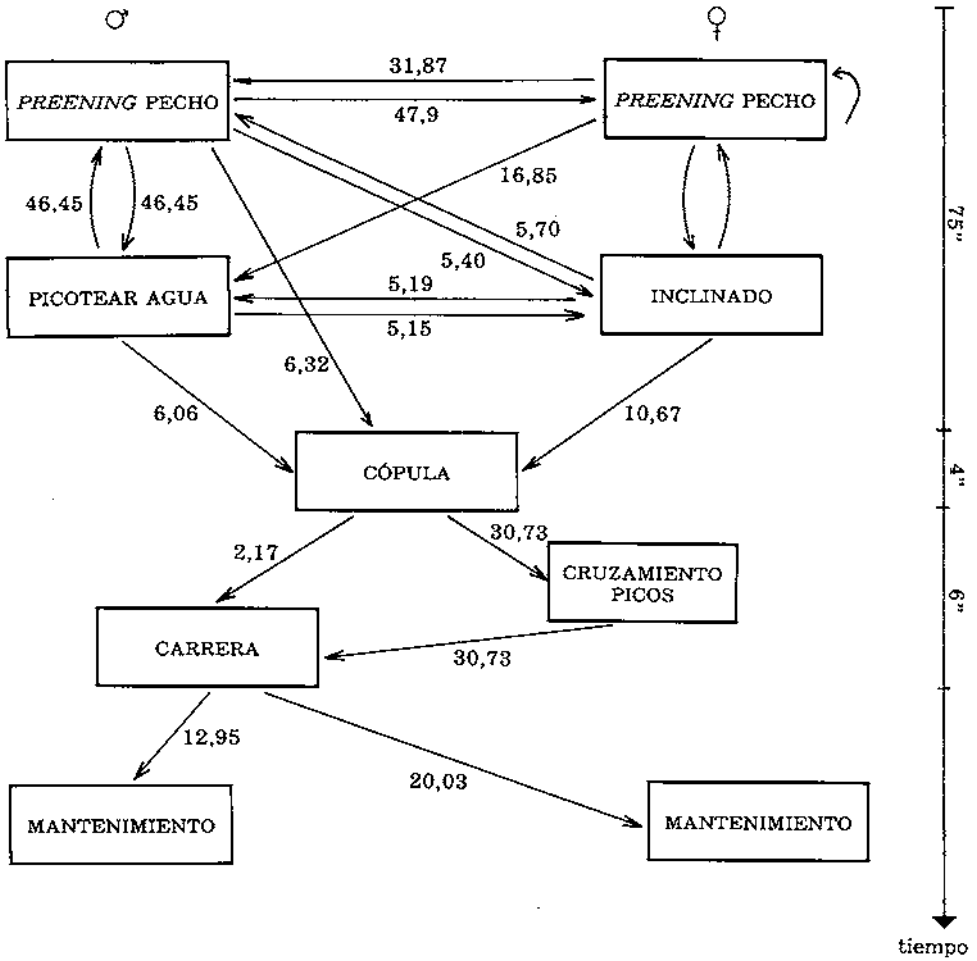 ♂ ♀
31,87
PREENING PECHO PREENING PECHO
47,9
16,85
46,45 46,45
5,70
5,40
75"
5,19
PICOTEAR AGUA INCLINADO
5,15
6,32
6,06 10,67
CÓPULA
4"
30,73
2,17
CRUZAMIENTO
PICOS
6"
CARRERA
30,73
12,95
20,03
MANTENIMIENTO MANTENIMIENTO
tiempo